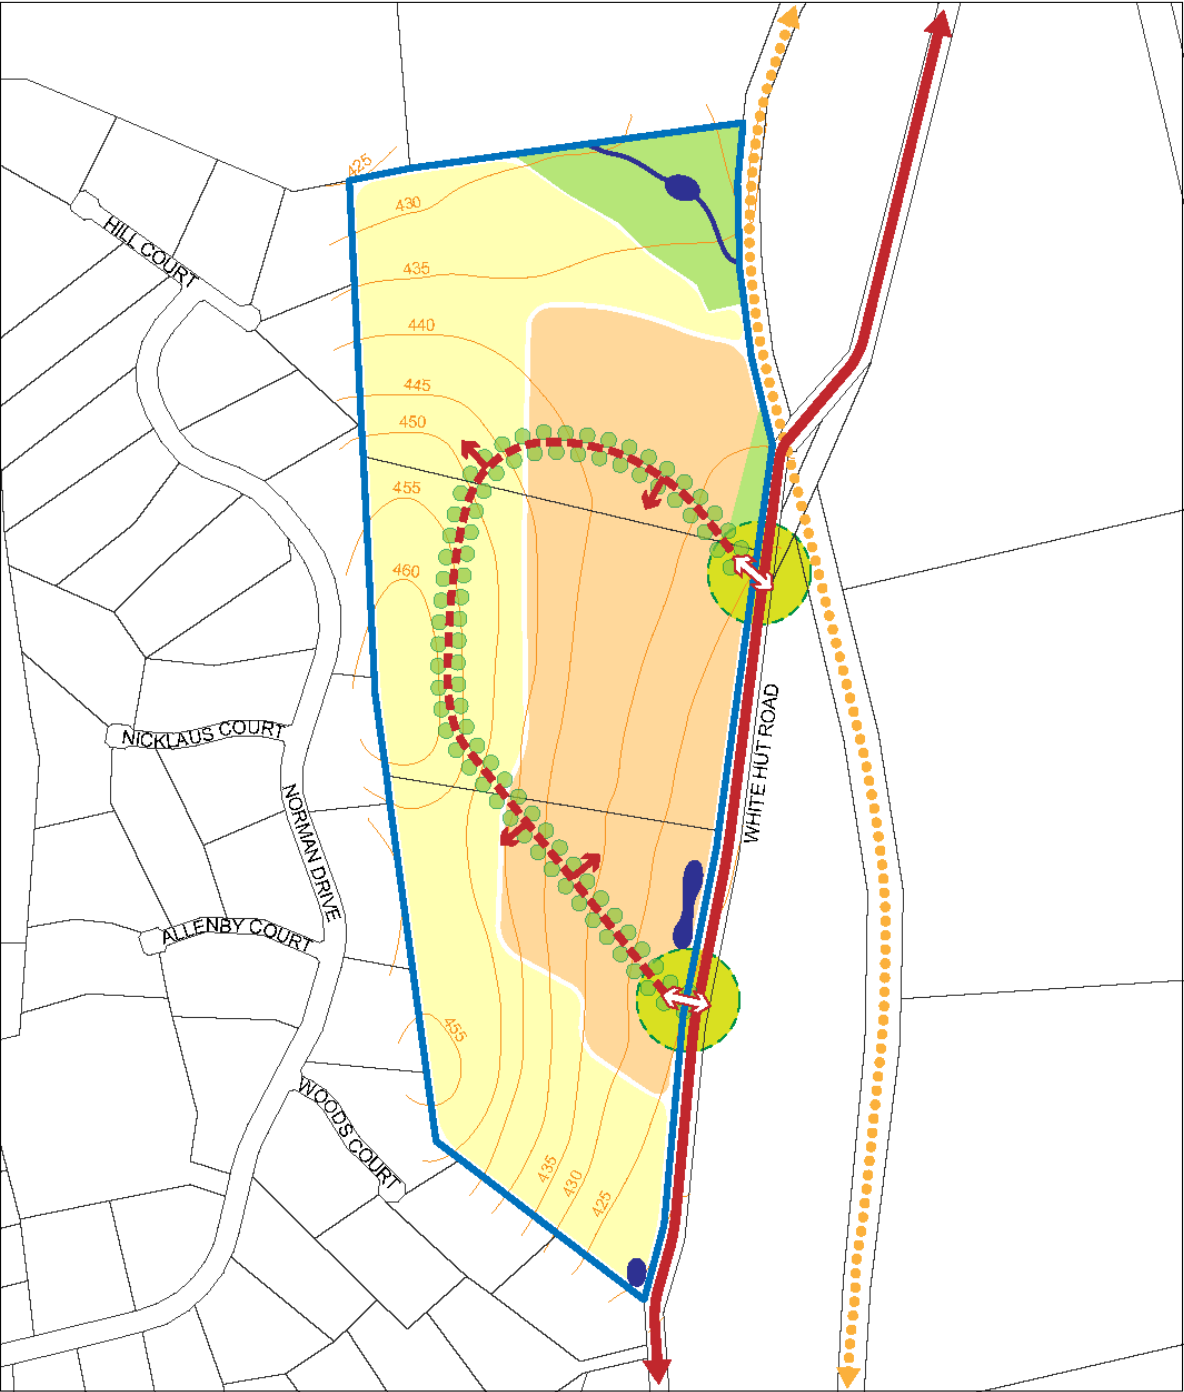 425
430
HILL COURT
435
440
445
450
455
460
WHITE HUT ROAD
NICKLAUS COURT
NORMAN DRIVE
ALLENBY COURT
455
WOODS COURT
435
430
425